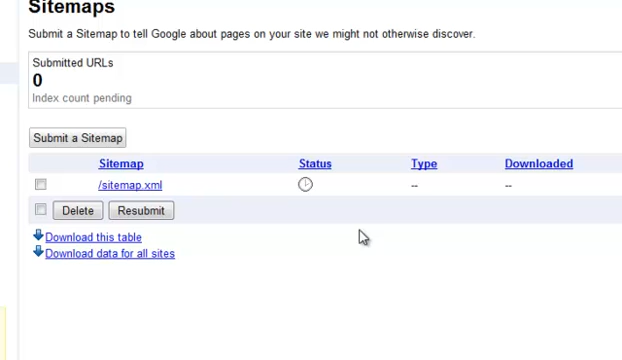 Sitemaps
Submit a Sitemap to tell Google about pages on your site we might not otherwise discover.
Submitted URLs
0
Index count pending
Submit a Sitemap
Sitemap Status Type Downloaded
/sitemap.xml -- --
Delete Resubmit
Download this table
Download data for all sites